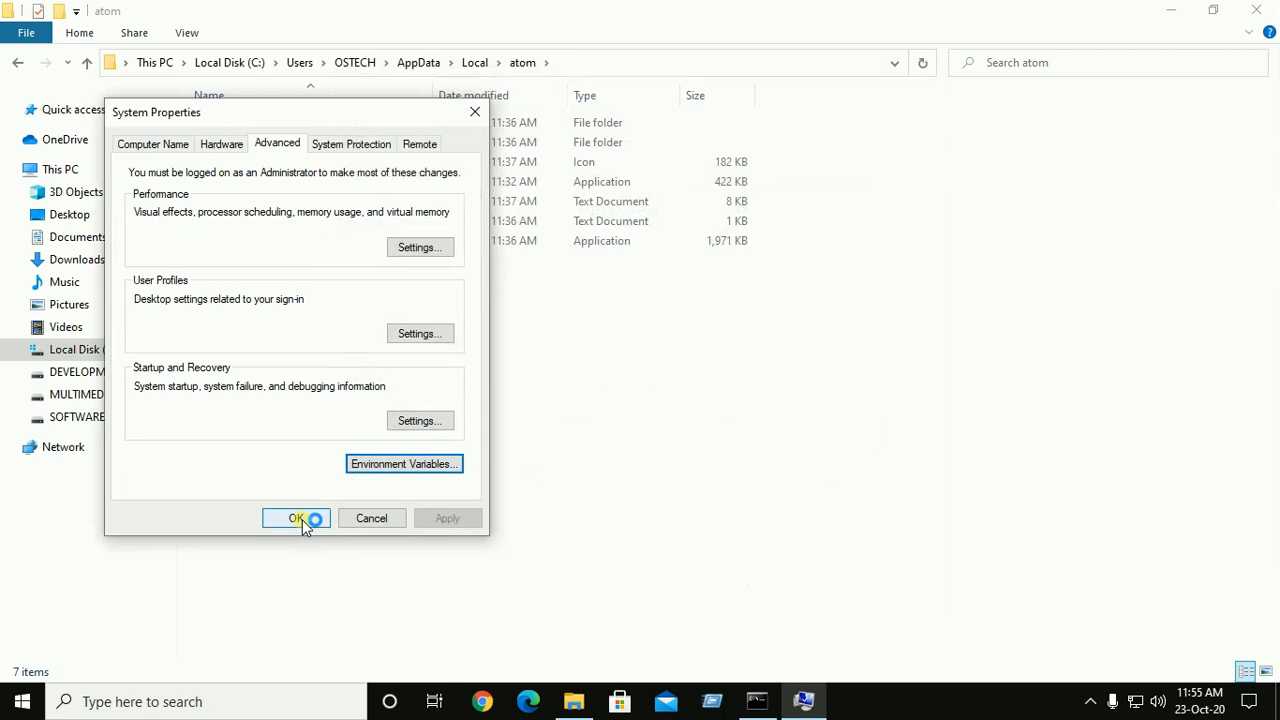 atom
File
Home
Share
View
This PC
Local Disk (C:)
Users
OSTECH
AppData
Local
atom
Search atom
Name
Date modified
Type
Size
Quick access
OneDrive
This PC
3D Objects
Desktop
Documents
Downloads
Music
Pictures
Videos
Local Disk (
DEVELOPM
MULTIMED
SOFTWARE
Network
11:36 AM File folder
11:36 AM File folder
11:37 AM Icon 182 KB
11:32 AM Application 422 KB
11:37 AM Text Document 8 KB
11:36 AM Text Document 1 KB
11:36 AM Application 1,971 KB
System Properties
Computer Name
Hardware
Advanced
System Protection
Remote
You must be logged on as an Administrator to make most of these changes.
Performance
Visual effects, processor scheduling, memory usage, and virtual memory
Settings...
User Profiles
Desktop settings related to your sign-in
Settings...
Startup and Recovery
System startup, system failure, and debugging information
Settings...
Environment Variables...
OK
Cancel
Apply
7 items
Type here to search
11:55 AM
23-Oct-20